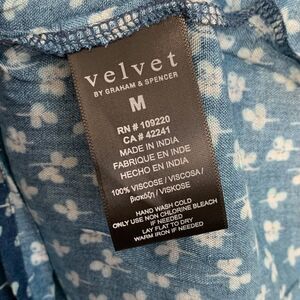 velvet
BY GRAHAM & SPENCER
M
RN # 109220
CA # 42241
MADE IN INDIA
FABRIQUE EN INDE
HECHO EN INDIA
100% VISCOSE / VISCOSA /
βισκόζη / VISKOSE
HAND WASH COLD
ONLY USE NON CHLORINE BLEACH
IF NEEDED
LAY FLAT TO DRY
WARM IRON IF NEEDED